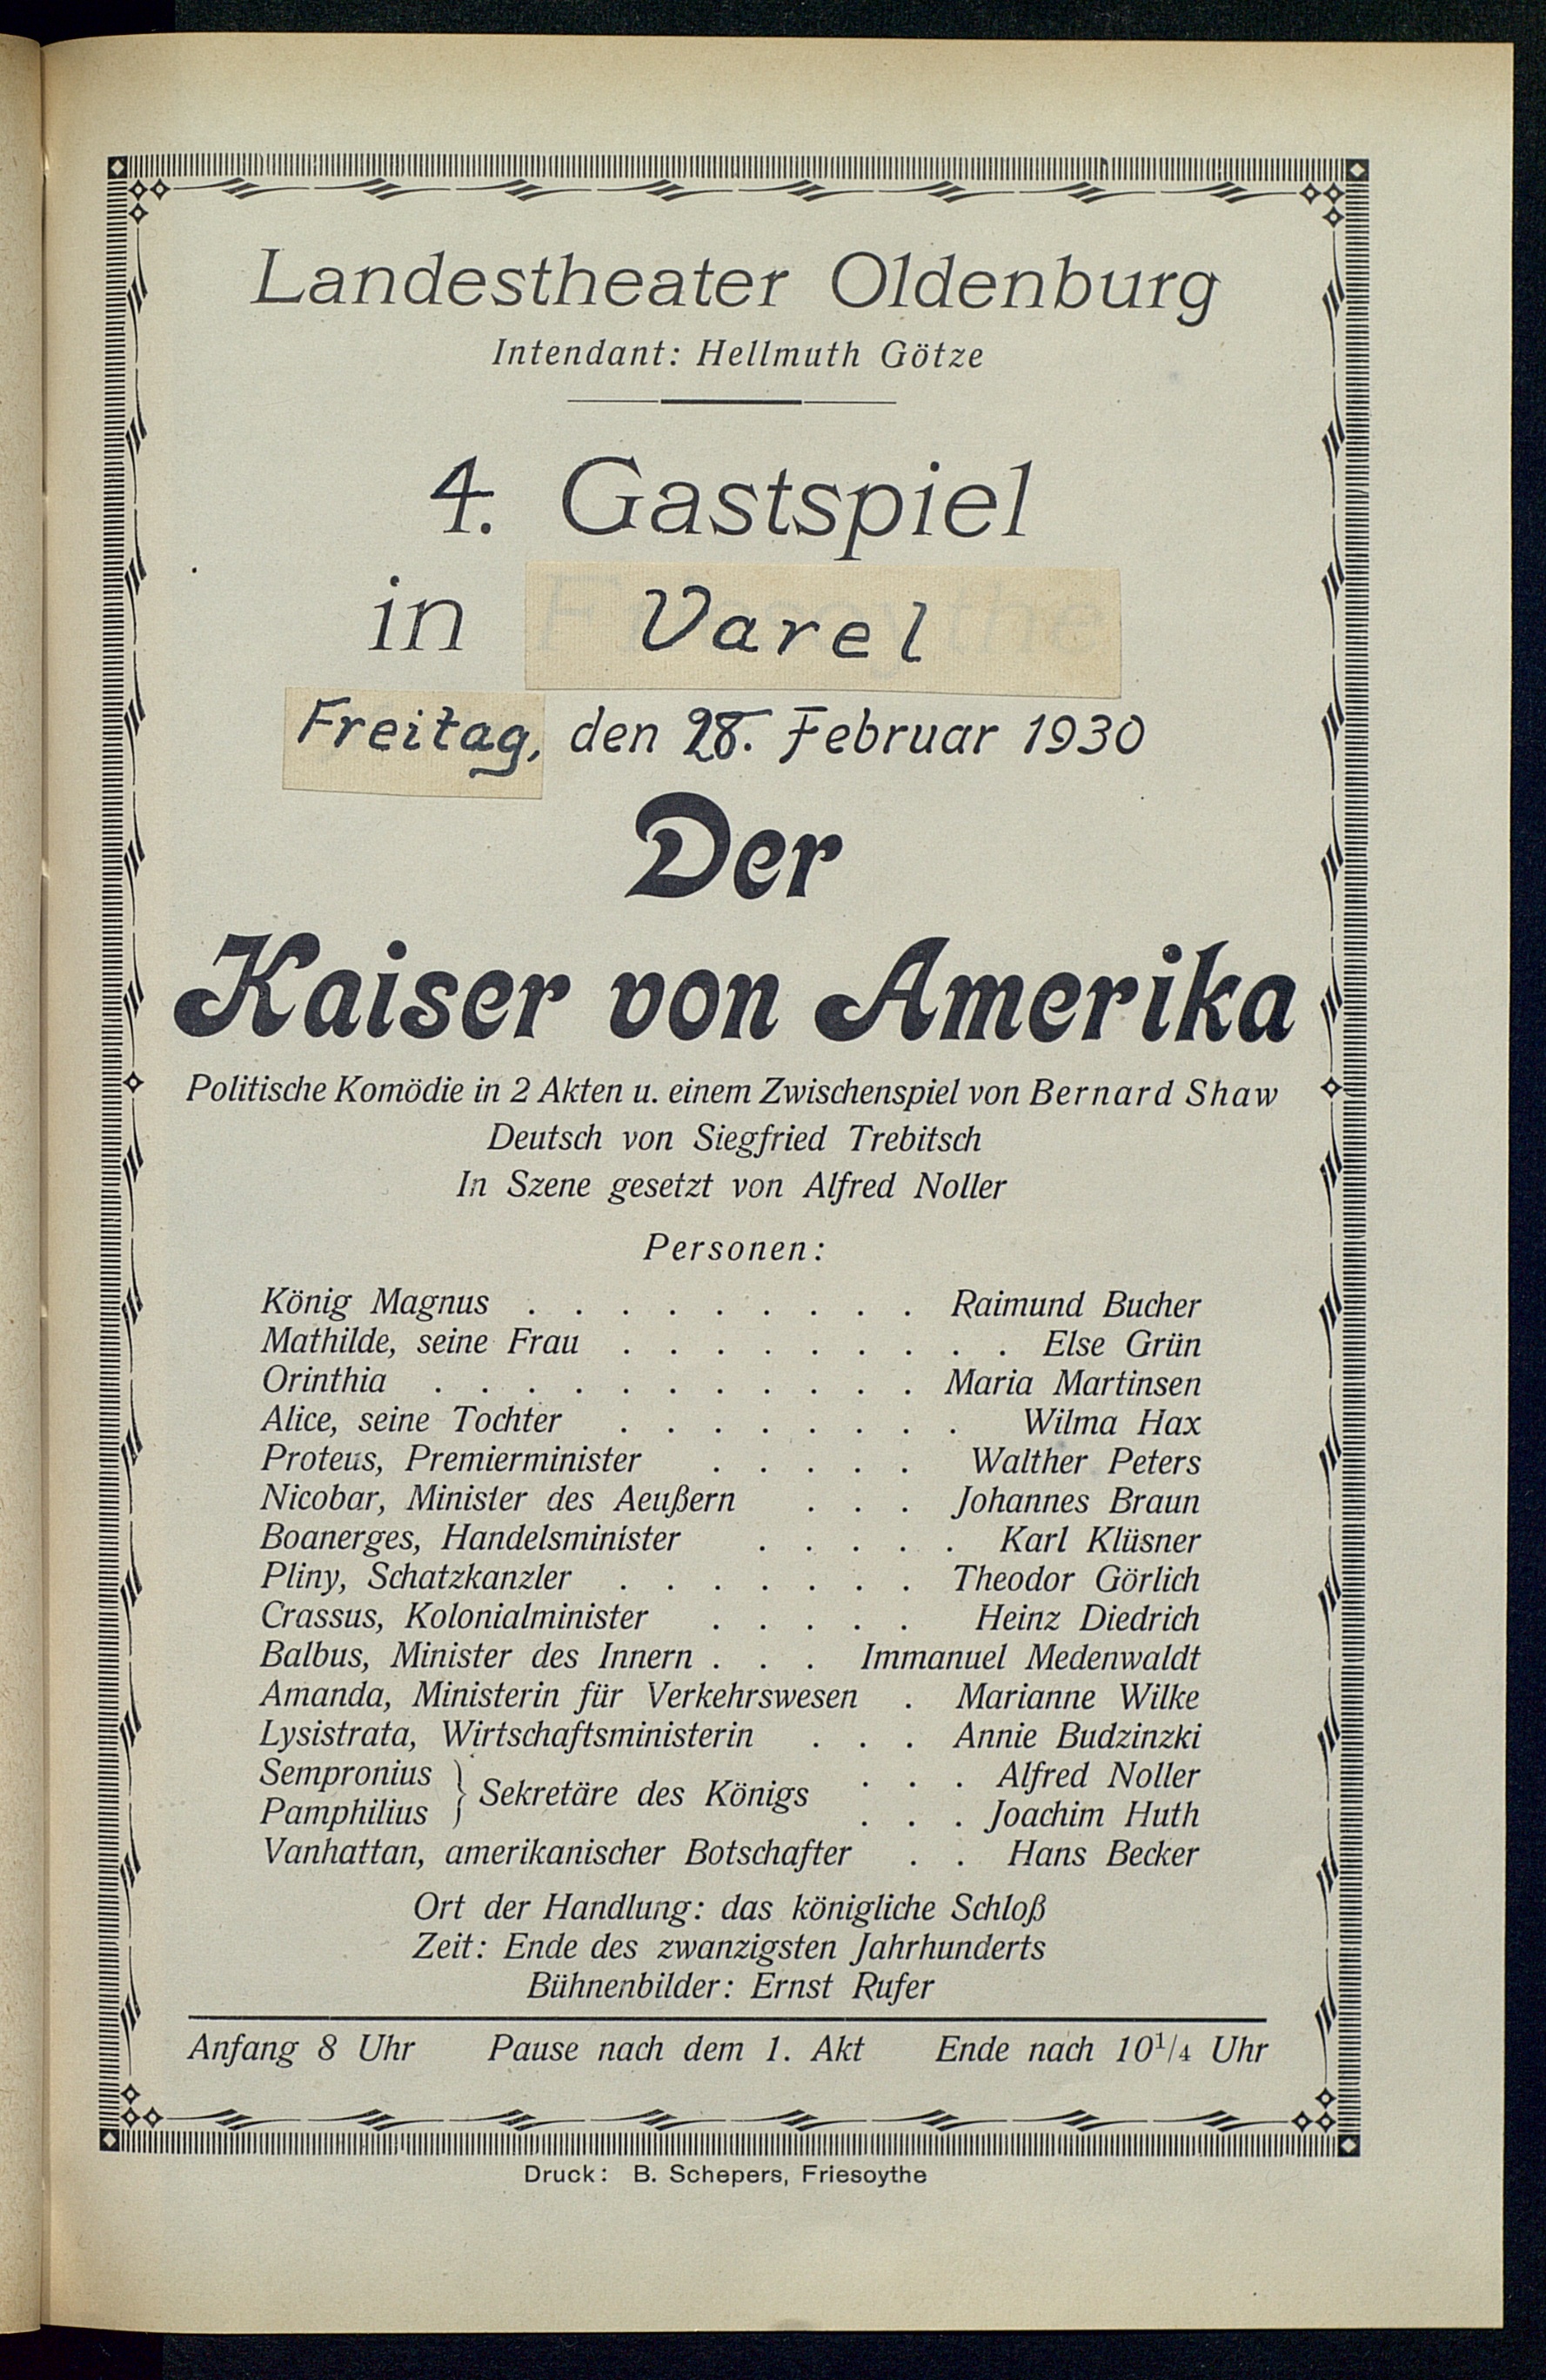 Landestheater Oldenburg
Intendant: Hellmuth Götze
4. Gastspiel
in Varel
Freitag, den 28. Februar 1930
Der
Kaiser von Amerika
Politische Komödie in 2 Akten u. einem Zwischenspiel von Bernard Shaw
Deutsch von Siegfried Trebitsch
In Szene gesetzt von Alfred Noller
Personen:
König Magnus . . . . . . . . . Raimund Bucher
Mathilde, seine Frau . . . . . . . . . Else Grün
Orinthia . . . . . . . . . . . Maria Martinsen
Alice, seine Tochter . . . . . . . . Wilma Hax
Proteus, Premierminister . . . . . Walther Peters
Nicobar, Minister des Aeußern . . . Johannes Braun
Boanerges, Handelsminister . . . . . Karl Klüsner
Pliny, Schatzkanzler . . . . . . . Theodor Görlich
Crassus, Kolonialminister . . . . . Heinz Diedrich
Balbus, Minister des Innern . . . Immanuel Medenwaldt
Amanda, Ministerin für Verkehrswesen . Marianne Wilke
Lysistrata, Wirtschaftsministerin . . . Annie Budzinzki
Sempronius } Sekretäre des Königs . . . Alfred Noller
Pamphilius . . . Joachim Huth
Vanhattan, amerikanischer Botschafter . . Hans Becker
Ort der Handlung: das königliche Schloß
Zeit: Ende des zwanzigsten Jahrhunderts
Bühnenbilder: Ernst Rufer
Anfang 8 Uhr Pause nach dem 1. Akt Ende nach 10¹/₄ Uhr
Druck: B. Schepers, Friesoythe